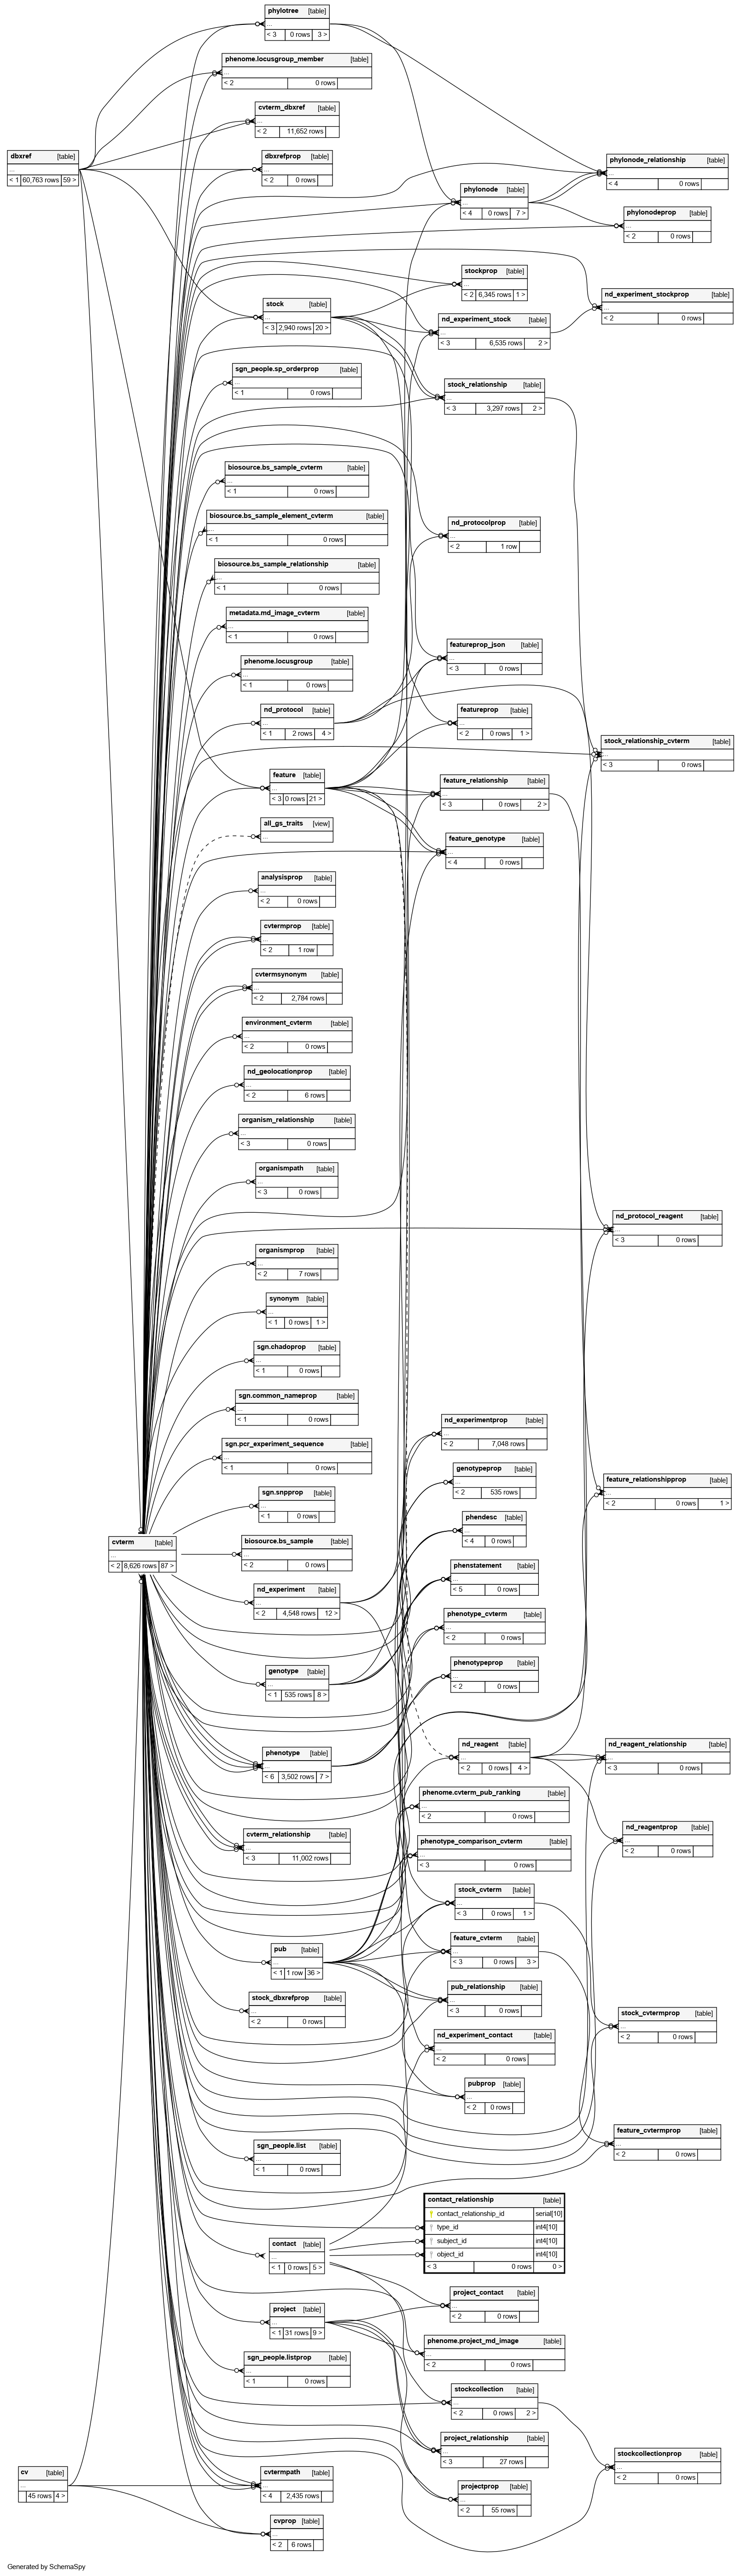 phylotree [table]
...
< 3 0 rows 3 >
phenome.locusgroup_member [table]
...
< 2 0 rows
cvterm_dbxref [table]
...
< 2 11,652 rows
dbxref [table]
...
< 1 60,763 rows 59 >
dbxrefprop [table]
...
< 2 0 rows
phylonode_relationship [table]
...
< 4 0 rows
phylonode [table]
...
< 4 0 rows 7 >
phylonodeprop [table]
...
< 2 0 rows
stockprop [table]
...
< 2 6,345 rows 1 >
nd_experiment_stockprop [table]
...
< 2 0 rows
stock [table]
...
< 3 2,940 rows 20 >
nd_experiment_stock [table]
...
< 3 6,535 rows 2 >
sgn_people.sp_orderprop [table]
...
< 1 0 rows
stock_relationship [table]
...
< 3 3,297 rows 2 >
biosource.bs_sample_cvterm [table]
...
< 1 0 rows
biosource.bs_sample_element_cvterm [table]
...
< 1 0 rows
nd_protocolprop [table]
...
< 2 1 row
biosource.bs_sample_relationship [table]
...
< 1 0 rows
metadata.md_image_cvterm [table]
...
< 1 0 rows
featureprop_json [table]
...
< 3 0 rows
phenome.locusgroup [table]
...
< 1 0 rows
nd_protocol [table]
...
< 1 2 rows 4 >
featureprop [table]
...
< 2 0 rows 1 >
stock_relationship_cvterm [table]
...
< 3 0 rows
feature [table]
...
< 3 0 rows 21 >
feature_relationship [table]
...
< 3 0 rows 2 >
all_gs_traits [view]
...
feature_genotype [table]
...
< 4 0 rows
analysisprop [table]
...
< 2 0 rows
cvtermprop [table]
...
< 2 1 row
cvtermsynonym [table]
...
< 2 2,784 rows
environment_cvterm [table]
...
< 2 0 rows
nd_geolocationprop [table]
...
< 2 6 rows
organism_relationship [table]
...
< 3 0 rows
organismpath [table]
...
< 3 0 rows
nd_protocol_reagent [table]
...
< 3 0 rows
organismprop [table]
...
< 2 7 rows
synonym [table]
...
< 1 0 rows 1 >
sgn.chadoprop [table]
...
< 1 0 rows
sgn.common_nameprop [table]
...
< 1 0 rows
nd_experimentprop [table]
...
< 2 7,048 rows
sgn.pcr_experiment_sequence [table]
...
< 1 0 rows
genotypeprop [table]
...
< 2 535 rows
feature_relationshipprop [table]
...
< 2 0 rows 1 >
sgn.snpprop [table]
...
< 1 0 rows
phendesc [table]
...
< 4 0 rows
cvterm [table]
...
< 2 8,626 rows 87 >
biosource.bs_sample [table]
...
< 2 0 rows
phenstatement [table]
...
< 5 0 rows
nd_experiment [table]
...
< 2 4,548 rows 12 >
phenotype_cvterm [table]
...
< 2 0 rows
genotype [table]
...
< 1 535 rows 8 >
phenotypeprop [table]
...
< 2 0 rows
phenotype [table]
...
< 6 3,502 rows 7 >
nd_reagent [table]
...
< 2 0 rows 4 >
nd_reagent_relationship [table]
...
< 3 0 rows
phenome.cvterm_pub_ranking [table]
...
< 2 0 rows
cvterm_relationship [table]
...
< 3 11,002 rows
phenotype_comparison_cvterm [table]
...
< 3 0 rows
nd_reagentprop [table]
...
< 2 0 rows
stock_cvterm [table]
...
< 3 0 rows 1 >
pub [table]
...
< 1 1 row 36 >
feature_cvterm [table]
...
< 3 0 rows 3 >
stock_dbxrefprop [table]
...
< 2 0 rows
pub_relationship [table]
...
< 3 0 rows
stock_cvtermprop [table]
...
< 2 0 rows
nd_experiment_contact [table]
...
< 2 0 rows
pubprop [table]
...
< 2 0 rows
feature_cvtermprop [table]
...
< 2 0 rows
sgn_people.list [table]
...
< 1 0 rows
contact_relationship [table]
contact_relationship_id serial[10]
type_id int4[10]
subject_id int4[10]
object_id int4[10]
< 3 0 rows 0 >
contact [table]
...
< 1 0 rows 5 >
project_contact [table]
...
< 2 0 rows
project [table]
...
< 1 31 rows 9 >
phenome.project_md_image [table]
...
< 2 0 rows
sgn_people.listprop [table]
...
< 1 0 rows
stockcollection [table]
...
< 2 0 rows 2 >
project_relationship [table]
...
< 3 27 rows
stockcollectionprop [table]
...
< 2 0 rows
cv [table]
...
45 rows 4 >
cvtermpath [table]
...
< 4 2,435 rows
projectprop [table]
...
< 2 55 rows
cvprop [table]
...
< 2 6 rows
Generated by SchemaSpy